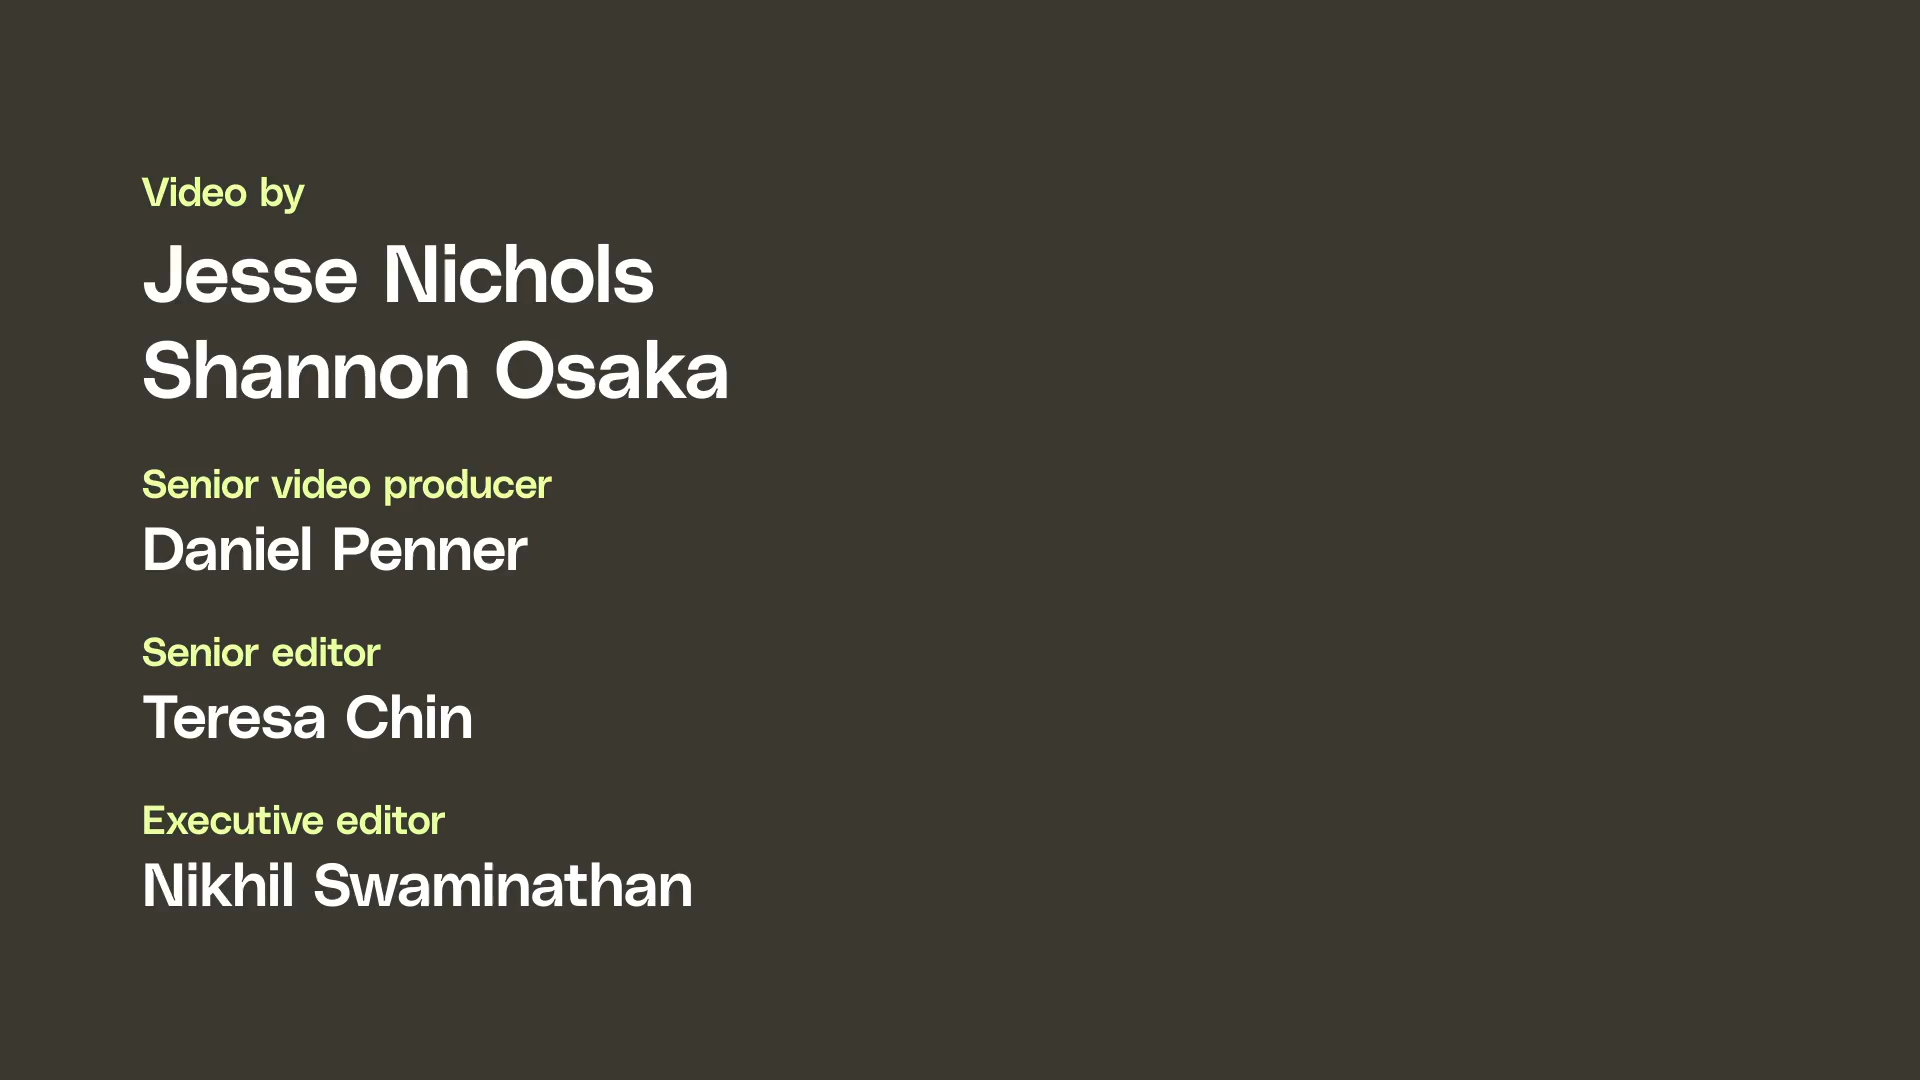 Video by
Jesse Nichols
Shannon Osaka
Senior video producer
Daniel Penner
Senior editor
Teresa Chin
Executive editor
Nikhil Swaminathan